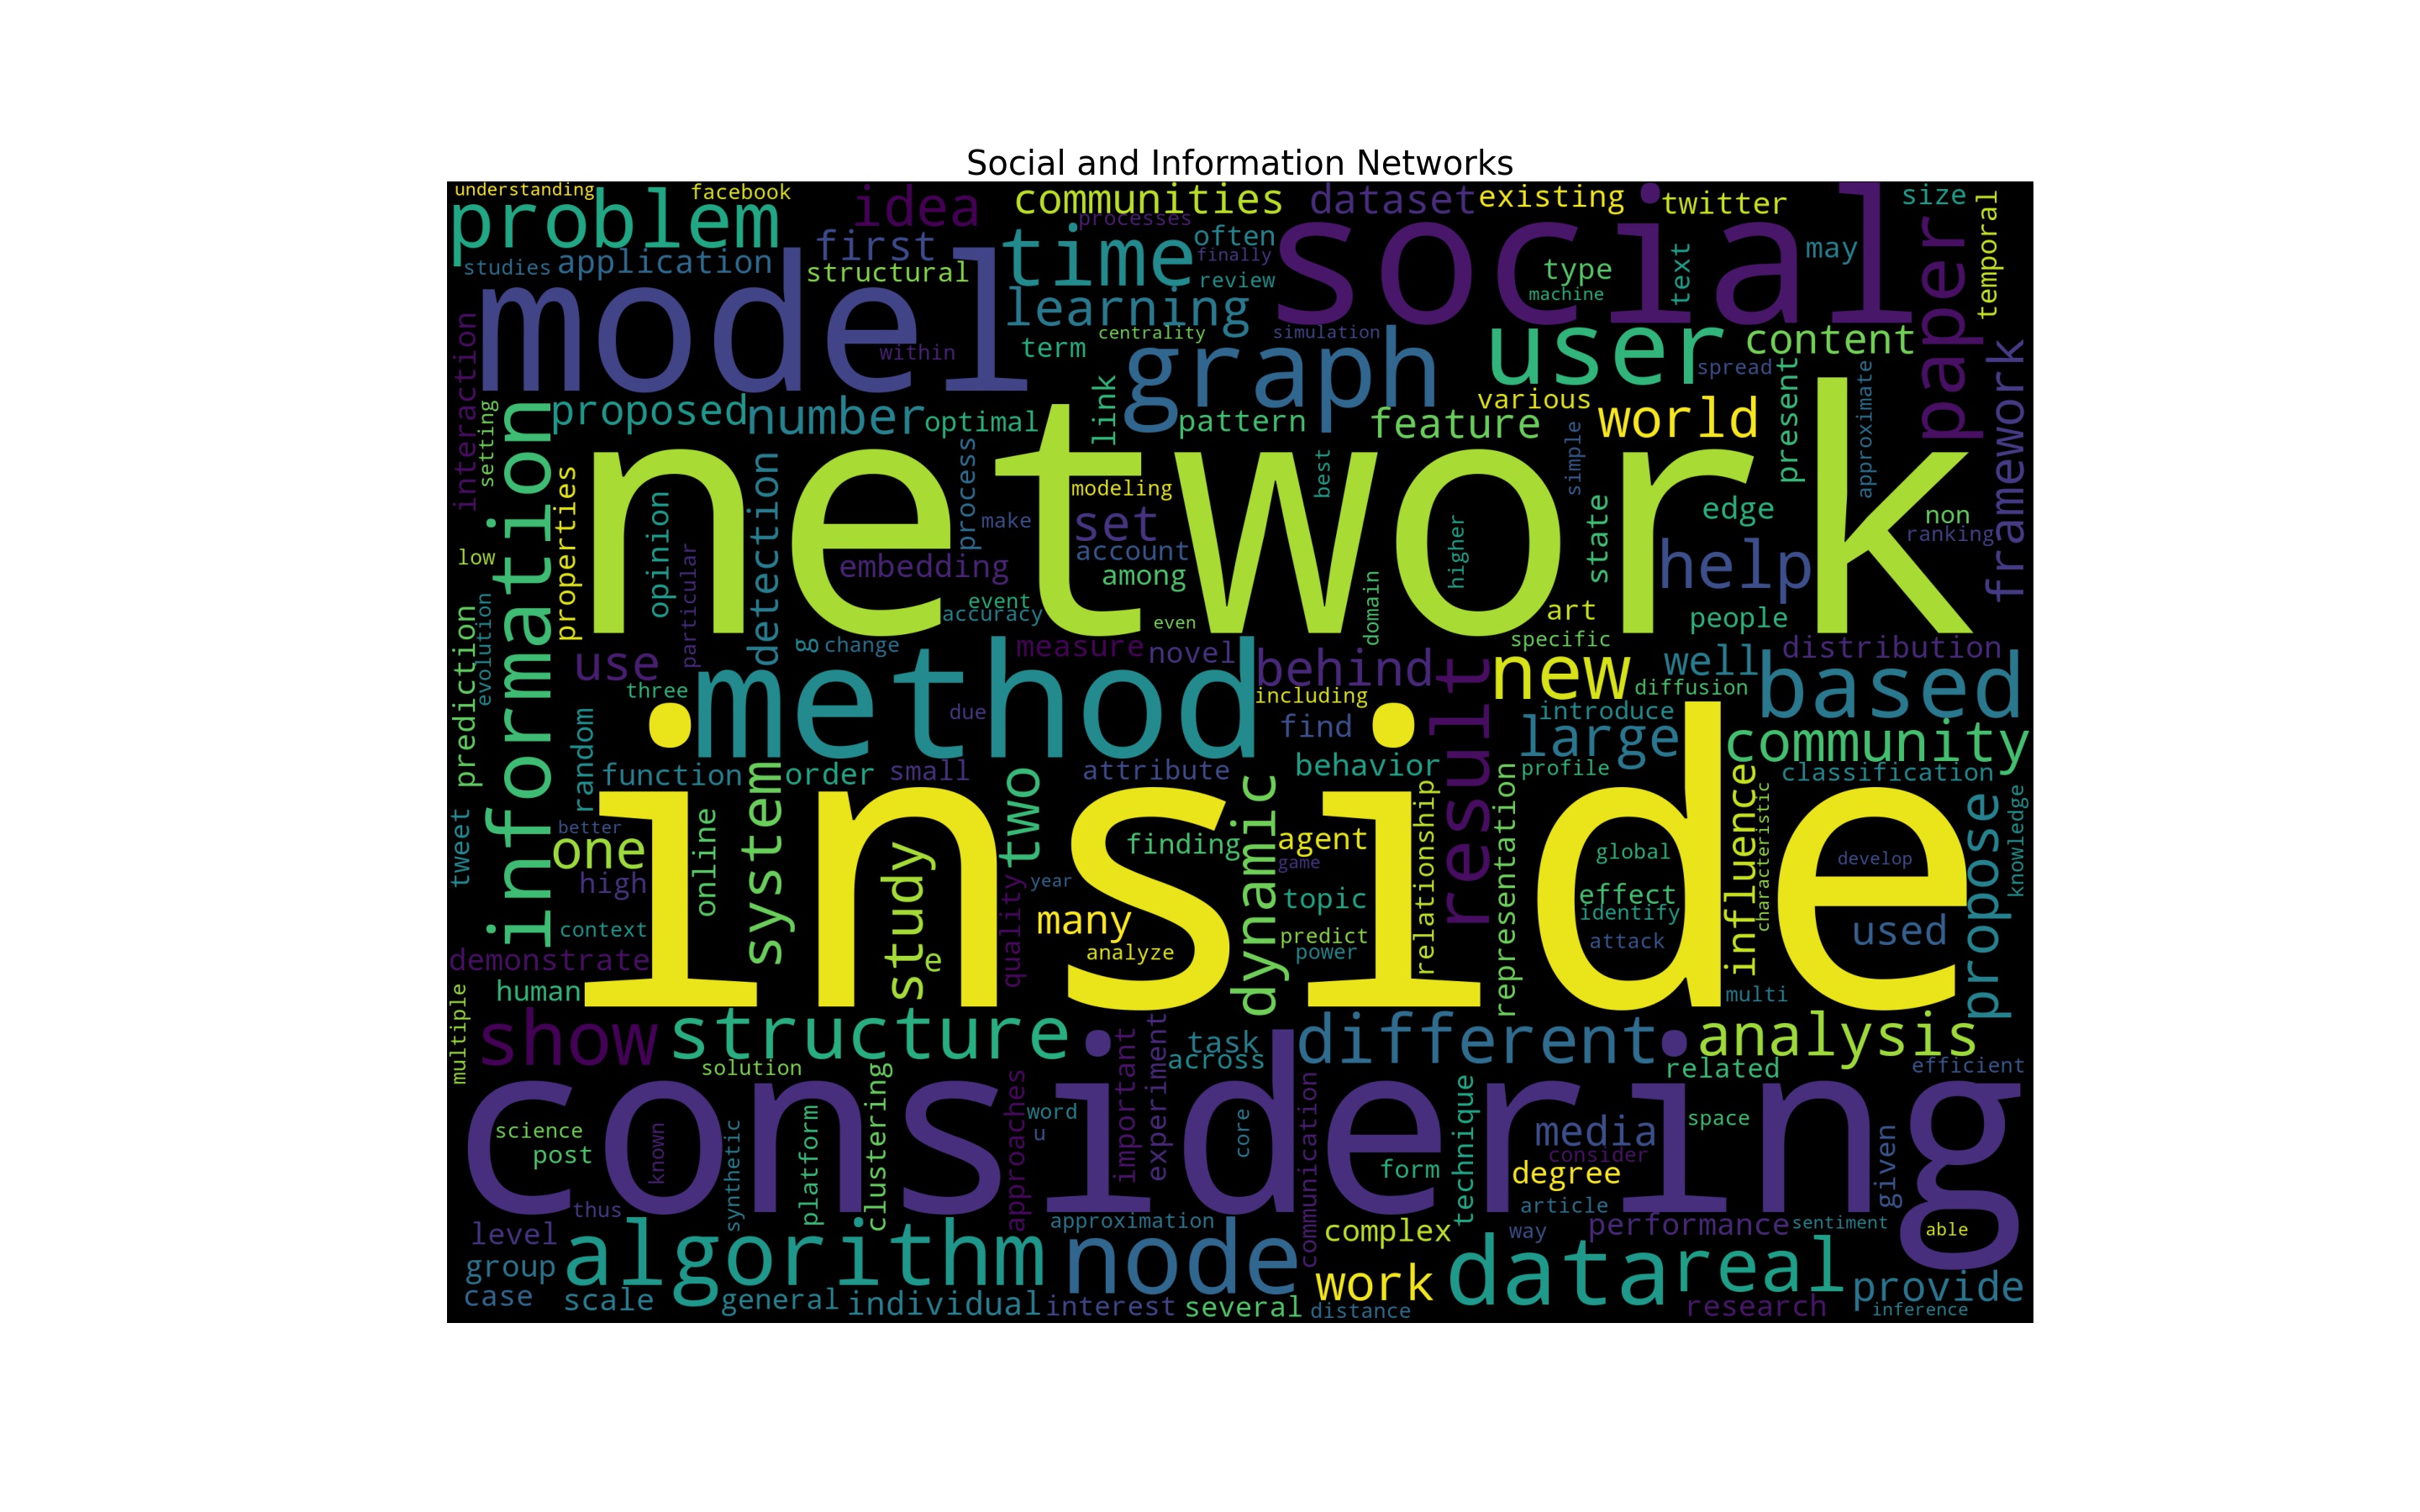 Social and Information Networks
understanding
facebook
problem
idea
communities
processes
dataset
existing
twitter
size
temporal
studies
application
first
structural
time
often
finally
review
social
type
machine
text
may
paper
model
within
learning
centrality
simulation
term
graph
user
spread
content
framework
interaction
setting
information
proposed
number
optimal
link
pattern
feature
various
world
present
approximate
network
properties
opinion
particular
detection
process
make
modeling
set
account
among
embedding
event
accuracy
even
best
domain
higher
simple
state
art
edge
help
people
non
ranking
low
prediction
evolution
use
three
g
change
measure
novel
method
due
behind
including
find
result
specific
new
diffusion
introduce
large
well
distribution
based
community
classification
random
function
order
small
attribute
behavior
profile
tweet
better
one
high
context
online
system
study
e
two
quality
year
many
analyze
finding
dynamic
agent
game
topic
predict
power
relationship
representation
inside
global
effect
identify
attack
influence
characteristic
develop
used
propose
knowledge
demonstrate
human
multi
multiple
show
structure
solution
task
across
different
analysis
related
efficient
considering
science
post
known
synthetic
platform
clustering
approaches
word
u
important
experiment
core
communication
form
technique
media
consider
degree
article
space
given
thus
level
group
case
algorithm
scale
general
individual
approximation
node
interest
several
complex
work
distance
way
performance
sentiment
able
data
real
research
provide
inference